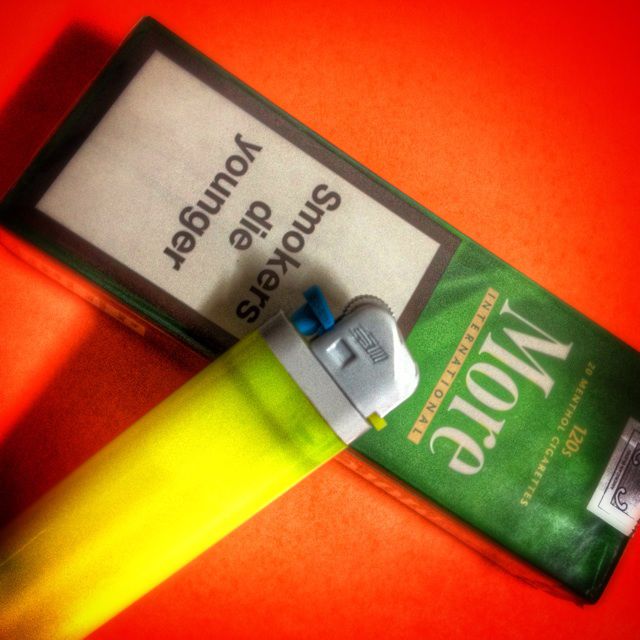 Smokers
die
younger
20 MENTHOL CIGARETTES
120s
More
INTERNATIONAL